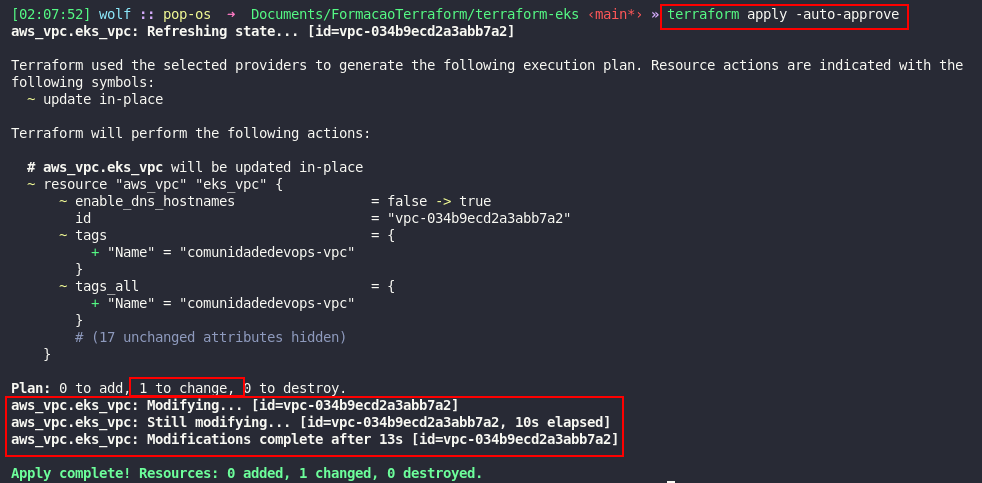 [02:07:52] wolf :: pop-os → Documents/FormacaoTerraform/terraform-eks ‹main*› » terraform apply -auto-approve
aws_vpc.eks_vpc: Refreshing state... [id=vpc-034b9ecd2a3abb7a2]
Terraform used the selected providers to generate the following execution plan. Resource actions are indicated with the
following symbols:
~ update in-place
Terraform will perform the following actions:
# aws_vpc.eks_vpc will be updated in-place
~ resource "aws_vpc" "eks_vpc" {
~ enable_dns_hostnames = false -> true
id = "vpc-034b9ecd2a3abb7a2"
~ tags = {
+ "Name" = "comunidadedevops-vpc"
}
~ tags_all = {
+ "Name" = "comunidadedevops-vpc"
}
# (17 unchanged attributes hidden)
}
Plan: 0 to add, 1 to change, 0 to destroy.
aws_vpc.eks_vpc: Modifying... [id=vpc-034b9ecd2a3abb7a2]
aws_vpc.eks_vpc: Still modifying... [id=vpc-034b9ecd2a3abb7a2, 10s elapsed]
aws_vpc.eks_vpc: Modifications complete after 13s [id=vpc-034b9ecd2a3abb7a2]
Apply complete! Resources: 0 added, 1 changed, 0 destroyed.